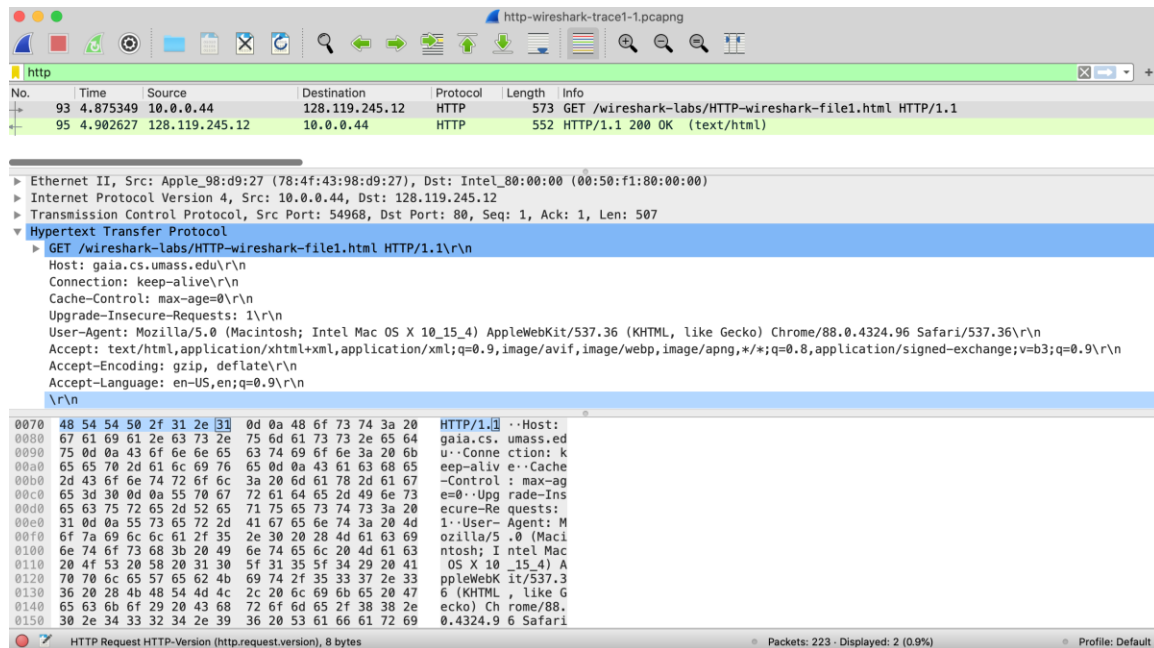 http-wireshark-trace1-1.pcapng
http
+
No. Time Source Destination Protocol Length Info
93 4.875349 10.0.0.44 128.119.245.12 HTTP 573 GET /wireshark-labs/HTTP-wireshark-file1.html HTTP/1.1
95 4.902627 128.119.245.12 10.0.0.44 HTTP 552 HTTP/1.1 200 OK (text/html)
Ethernet II, Src: Apple_98:d9:27 (78:4f:43:98:d9:27), Dst: Intel_80:00:00 (00:50:f1:80:00:00)
Internet Protocol Version 4, Src: 10.0.0.44, Dst: 128.119.245.12
Transmission Control Protocol, Src Port: 54968, Dst Port: 80, Seq: 1, Ack: 1, Len: 507
Hypertext Transfer Protocol
GET /wireshark-labs/HTTP-wireshark-file1.html HTTP/1.1\r\n
Host: gaia.cs.umass.edu\r\n
Connection: keep-alive\r\n
Cache-Control: max-age=0\r\n
Upgrade-Insecure-Requests: 1\r\n
User-Agent: Mozilla/5.0 (Macintosh; Intel Mac OS X 10_15_4) AppleWebKit/537.36 (KHTML, like Gecko) Chrome/88.0.4324.96 Safari/537.36\r\n
Accept: text/html,application/xhtml+xml,application/xml;q=0.9,image/avif,image/webp,image/apng,*/*;q=0.8,application/signed-exchange;v=b3;q=0.9\r\n
Accept-Encoding: gzip, deflate\r\n
Accept-Language: en-US,en;q=0.9\r\n
\r\n
0070 48 54 54 50 2f 31 2e 31 0d 0a 48 6f 73 74 3a 20 HTTP/1.1 ··Host:
0080 67 61 69 61 2e 63 73 2e 75 6d 61 73 73 2e 65 64 gaia.cs. umass.ed
0090 75 0d 0a 43 6f 6e 6e 65 63 74 69 6f 6e 3a 20 6b u··Conne ction: k
00a0 65 65 70 2d 61 6c 69 76 65 0d 0a 43 61 63 68 65 eep-aliv e··Cache
00b0 2d 43 6f 6e 74 72 6f 6c 3a 20 6d 61 78 2d 61 67 -Control : max-ag
00c0 65 3d 30 0d 0a 55 70 67 72 61 64 65 2d 49 6e 73 e=0··Upg rade-Ins
00d0 65 63 75 72 65 2d 52 65 71 75 65 73 74 73 3a 20 ecure-Re quests:
00e0 31 0d 0a 55 73 65 72 2d 41 67 65 6e 74 3a 20 4d 1··User- Agent: M
00f0 6f 7a 69 6c 6c 61 2f 35 2e 30 20 28 4d 61 63 69 ozilla/5 .0 (Maci
0100 6e 74 6f 73 68 3b 20 49 6e 74 65 6c 20 4d 61 63 ntosh; I ntel Mac
0110 20 4f 53 20 58 20 31 30 5f 31 35 5f 34 29 20 41 OS X 10 _15_4) A
0120 70 70 6c 65 57 65 62 4b 69 74 2f 35 33 37 2e 33 ppleWebK it/537.3
0130 36 20 28 4b 48 54 4d 4c 2c 20 6c 69 6b 65 20 47 6 (KHTML , like G
0140 65 63 6b 6f 29 20 43 68 72 6f 6d 65 2f 38 38 2e ecko) Ch rome/88.
0150 30 2e 34 33 32 34 2e 39 36 20 53 61 66 61 72 69 0.4324.9 6 Safari
HTTP Request HTTP-Version (http.request.version), 8 bytes Packets: 223 · Displayed: 2 (0.9%) Profile: Default